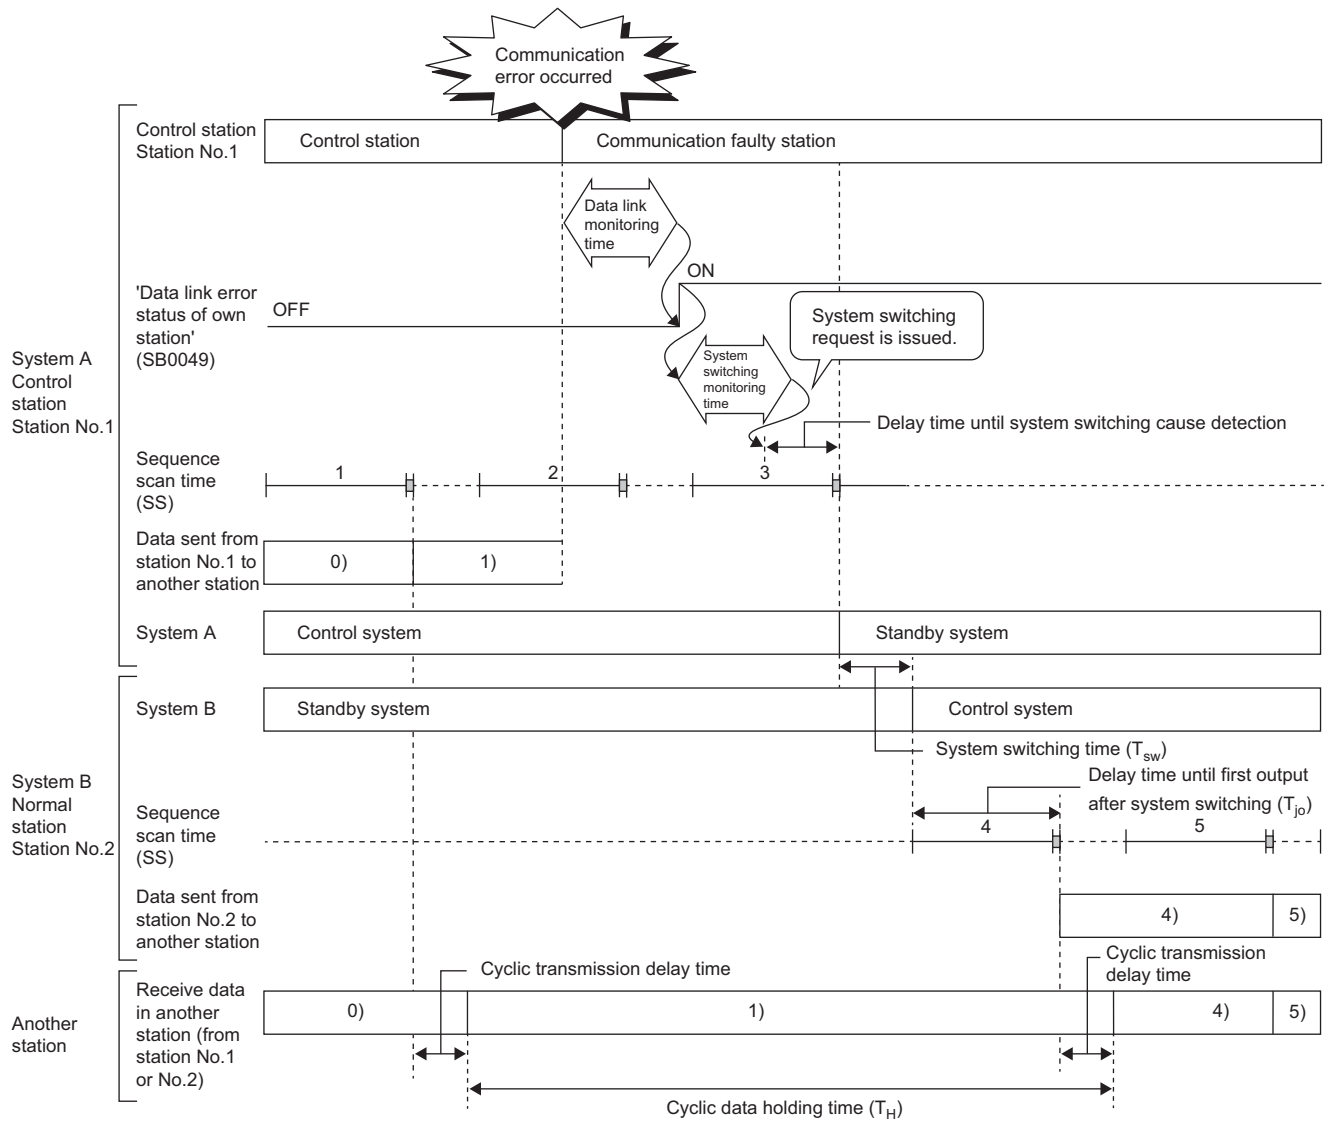 Communication
error occurred
Control station
Station No.1
Control station
Communication faulty station
Data link
monitoring
time
ON
'Data link error
status of own
station'
(SB0049)
OFF
System switching
request is issued.
System A
Control
station
Station No.1
System
switching
monitoring
time
Delay time until system switching cause detection
Sequence
scan time
(SS)
1
2
3
Data sent from
station No.1 to
another station
0)
1)
System A
Control system
Standby system
System B
Standby system
Control system
System switching time (Tsw)
System B
Normal
station
Station No.2
Delay time until first output
after system switching (Tjo)
Sequence
scan time
(SS)
4
5
Data sent from
station No.2 to
another station
4)
5)
Cyclic transmission delay time
Cyclic transmission
delay time
Another
station
Receive data
in another
station (from
station No.1
or No.2)
0)
1)
4)
5)
Cyclic data holding time (TH)